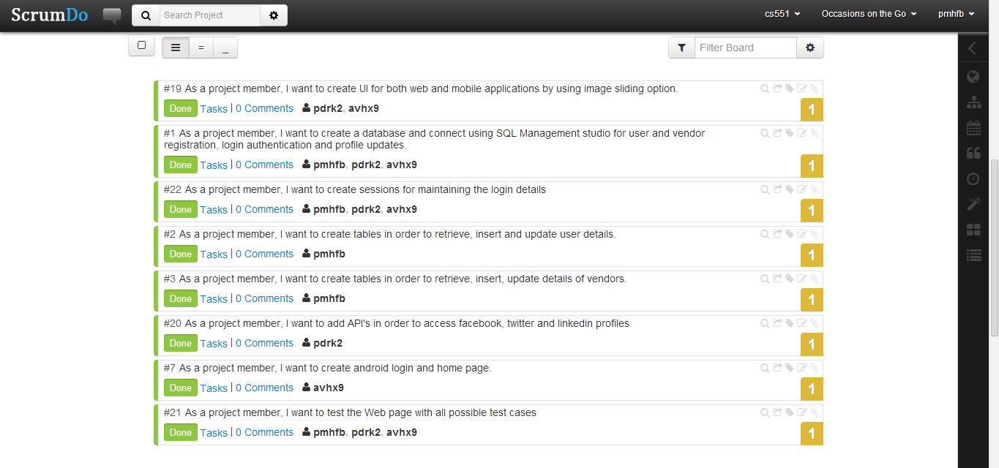 ScrumDo Search Project cs551 Occasions on the Go pmhfb
= _ Filter Board
#19 As a project member, I want to create UI for both web and mobile applications by using image sliding option.
Done Tasks | 0 Comments pdrk2, avhx9 1
#1 As a project member, I want to create a database and connect using SQL Management studio for user and vendor
registration, login authentication and profile updates.
Done Tasks | 0 Comments pmhfb, pdrk2, avhx9 1
#22 As a project member, I want to create sessions for maintaining the login details
Done Tasks | 0 Comments pmhfb, pdrk2, avhx9 1
#2 As a project member, I want to create tables in order to retrieve, insert and update user details.
Done Tasks | 0 Comments pmhfb 1
#3 As a project member, I want to create tables in order to retrieve, insert, update details of vendors.
Done Tasks | 0 Comments pmhfb 1
#20 As a project member, I want to add API's in order to access facebook, twitter and linkedin profiles
Done Tasks | 0 Comments pdrk2 1
#7 As a project member, I want to create android login and home page.
Done Tasks | 0 Comments avhx9 1
#21 As a project member, I want to test the Web page with all possible test cases
Done Tasks | 0 Comments pmhfb, pdrk2, avhx9 1